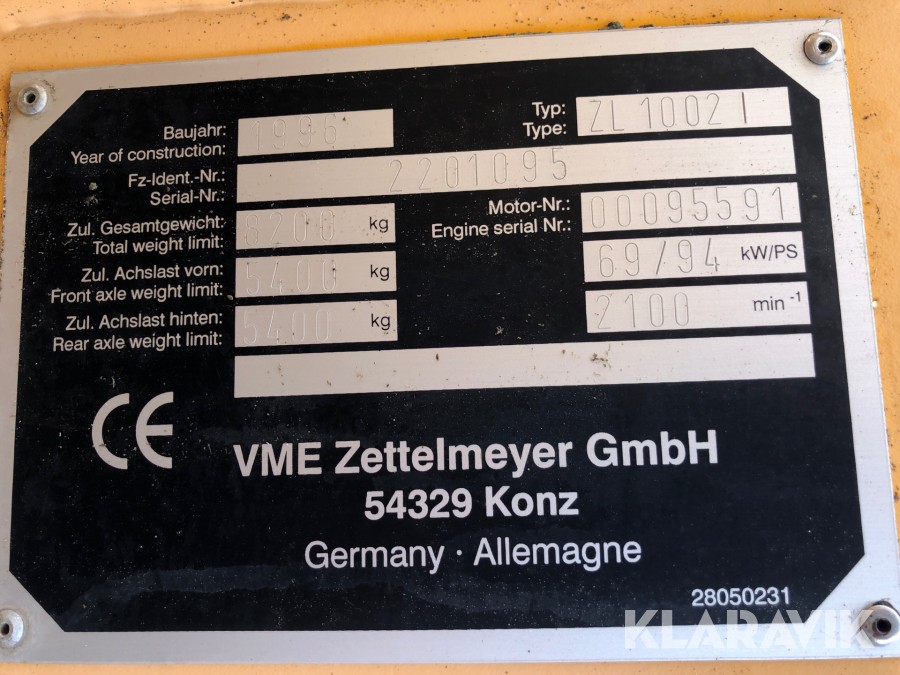 Baujahr:
Year of construction: 1996
Typ:
Type: ZL 1002 I
Fz-Ident.-Nr.:
Serial-Nr.: 2201095
Zul. Gesamtgewicht:
Total weight limit: 8200 kg
Motor-Nr.:
Engine serial Nr.: 00095591
Zul. Achslast vorn:
Front axle weight limit: 5400 kg
69/94 kW/PS
Zul. Achslast hinten:
Rear axle weight limit: 5400 kg
2100 min⁻¹
CE
VME Zettelmeyer GmbH
54329 Konz
Germany · Allemagne
28050231
KLARAVIK